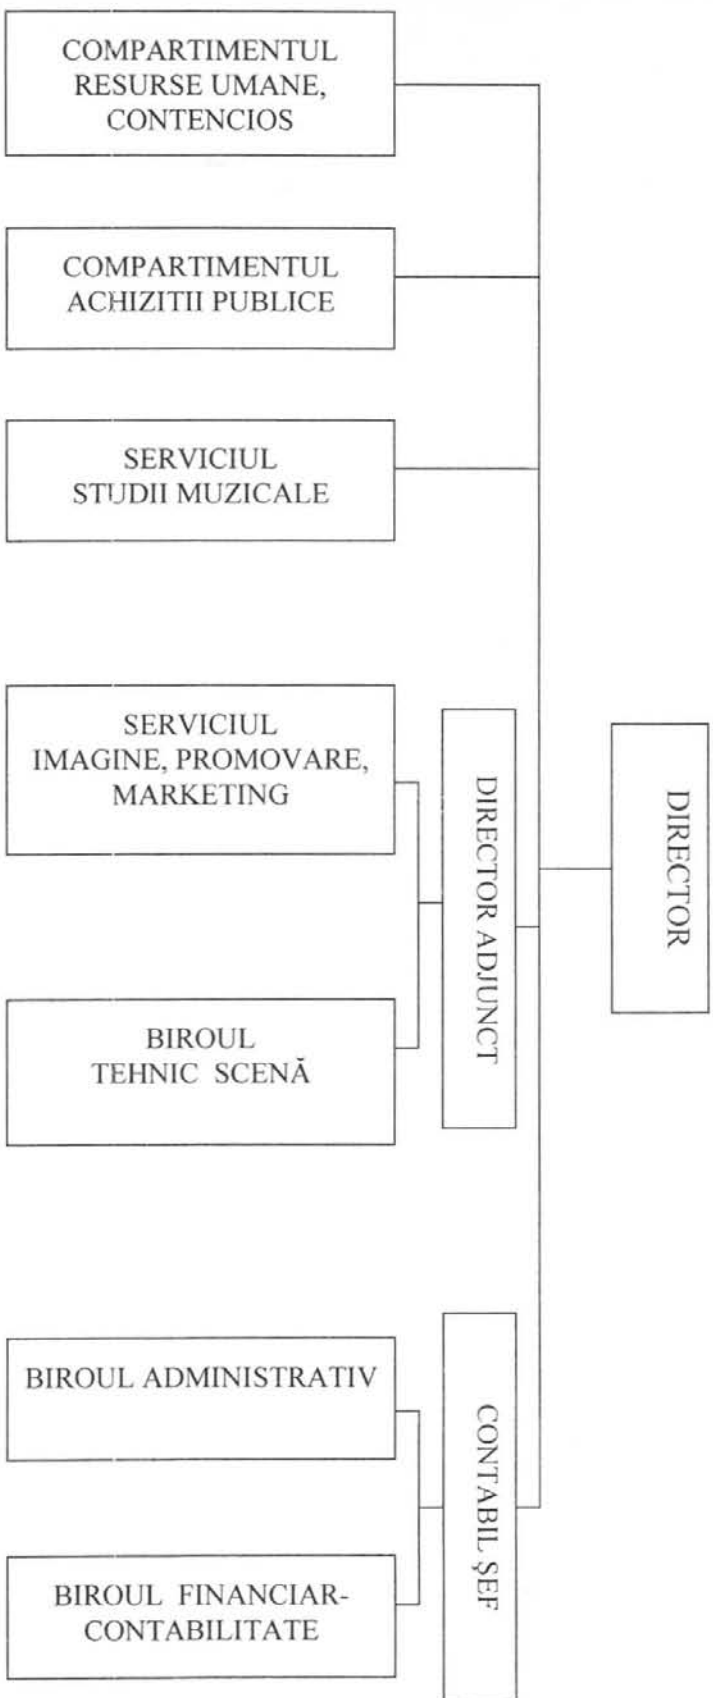 COMPARTIMENTUL
RESURSE UMANE,
CONTENCIOS
COMPARTIMENTUL
ACHIZITII PUBLICE
SERVICIUL
STUDII MUZICALE
SERVICIUL
IMAGINE, PROMOVARE,
MARKETING
BIROUL
TEHNIC SCENĂ
DIRECTOR ADJUNCT
DIRECTOR
BIROUL ADMINISTRATIV
BIROUL FINANCIAR-
CONTABILITATE
CONTABIL ŞEF